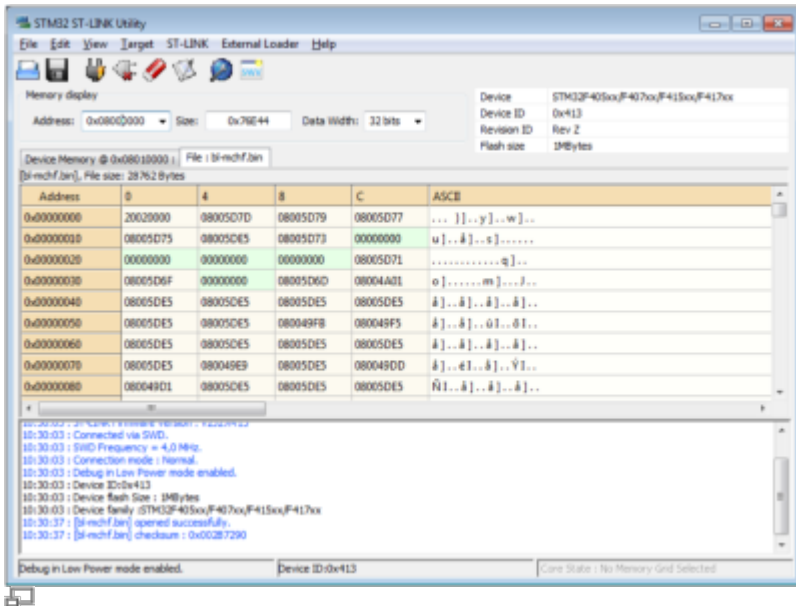 STM32 ST-LINK Utility
File Edit View Target ST-LINK External Loader Help
Memory display
Address: 0x08000000 Size: 0x76E44 Data Width: 32 bits
Device STM32F405xx/F407xx/F415xx/F417xx
Device ID 0x413
Revision ID Rev Z
Flash size 1MBytes
Device Memory @ 0x08010000 : File : bl-mchf.bin
[bl-mchf.bin], File size: 28762 Bytes
Address 0 4 8 C ASCII
0x00000000 20020000 08005D7D 08005D79 08005D77 ... }]..y]..w]..
0x00000010 08005D75 08005DE5 08005D73 00000000 u]..å]..s]......
0x00000020 00000000 00000000 00000000 08005D71 ............q]..
0x00000030 08005D6F 00000000 08005D6D 08004A01 o]......m]...J..
0x00000040 08005DE5 08005DE5 08005DE5 08005DE5 å]..å]..å]..å]..
0x00000050 08005DE5 08005DE5 080049FB 080049F5 å]..å]..ûI..õI..
0x00000060 08005DE5 08005DE5 08005DE5 08005DE5 å]..å]..å]..å]..
0x00000070 08005DE5 080049E9 08005DE5 080049DD å]..éI..å]..ÝI..
0x00000080 080049D1 08005DE5 08005DE5 08005DE5 ÑI..å]..å]..å]..
10:30:03 : Connected via SWD.
10:30:03 : SWD Frequency = 4,0 MHz.
10:30:03 : Connection mode : Normal.
10:30:03 : Debug in Low Power mode enabled.
10:30:03 : Device ID:0x413
10:30:03 : Device flash Size : 1MBytes
10:30:03 : Device family :STM32F405xx/F407xx/F415xx/F417xx
10:30:37 : [bl-mchf.bin] opened successfully.
10:30:37 : [bl-mchf.bin] checksum : 0x002B7290
Debug in Low Power mode enabled. Device ID:0x413 Core State : No Memory Grid Selected